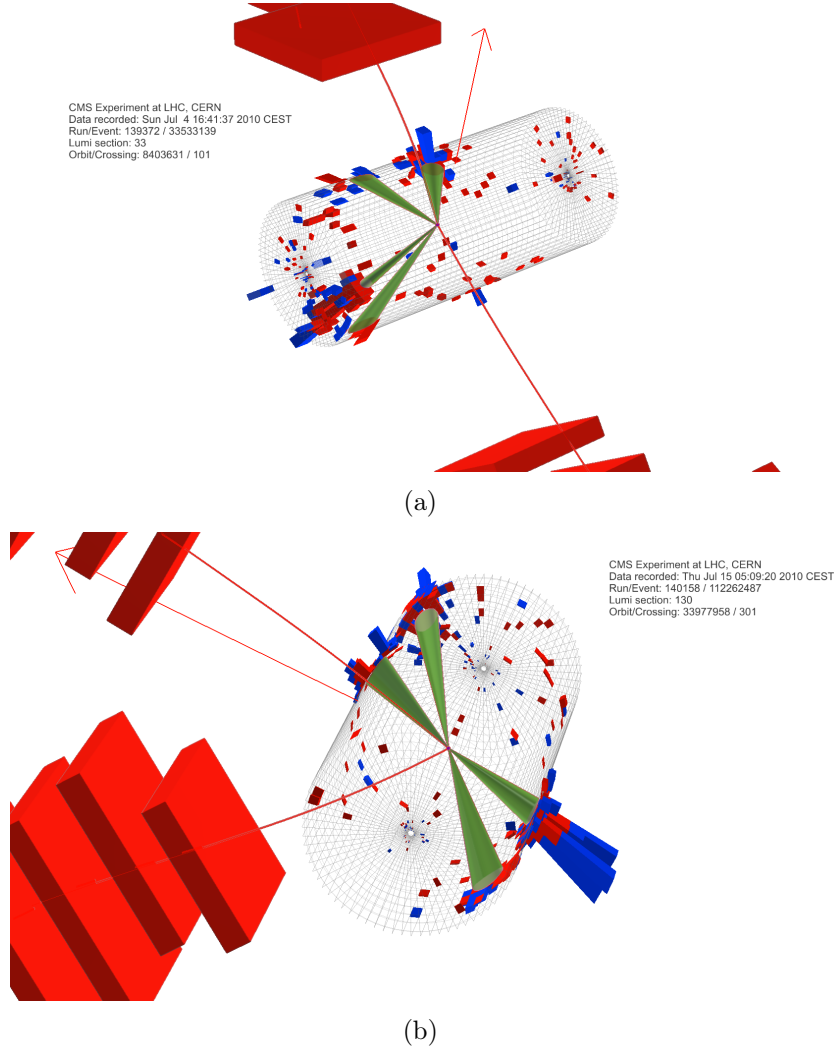 CMS Experiment at LHC, CERN
Data recorded: Sun Jul  4 16:41:37 2010 CEST
Run/Event: 139372 / 33533139
Lumi section: 33
Orbit/Crossing: 8403631 / 101
(a)
CMS Experiment at LHC, CERN
Data recorded: Thu Jul 15 05:09:20 2010 CEST
Run/Event: 140158 / 112262487
Lumi section: 130
Orbit/Crossing: 33977958 / 301
(b)